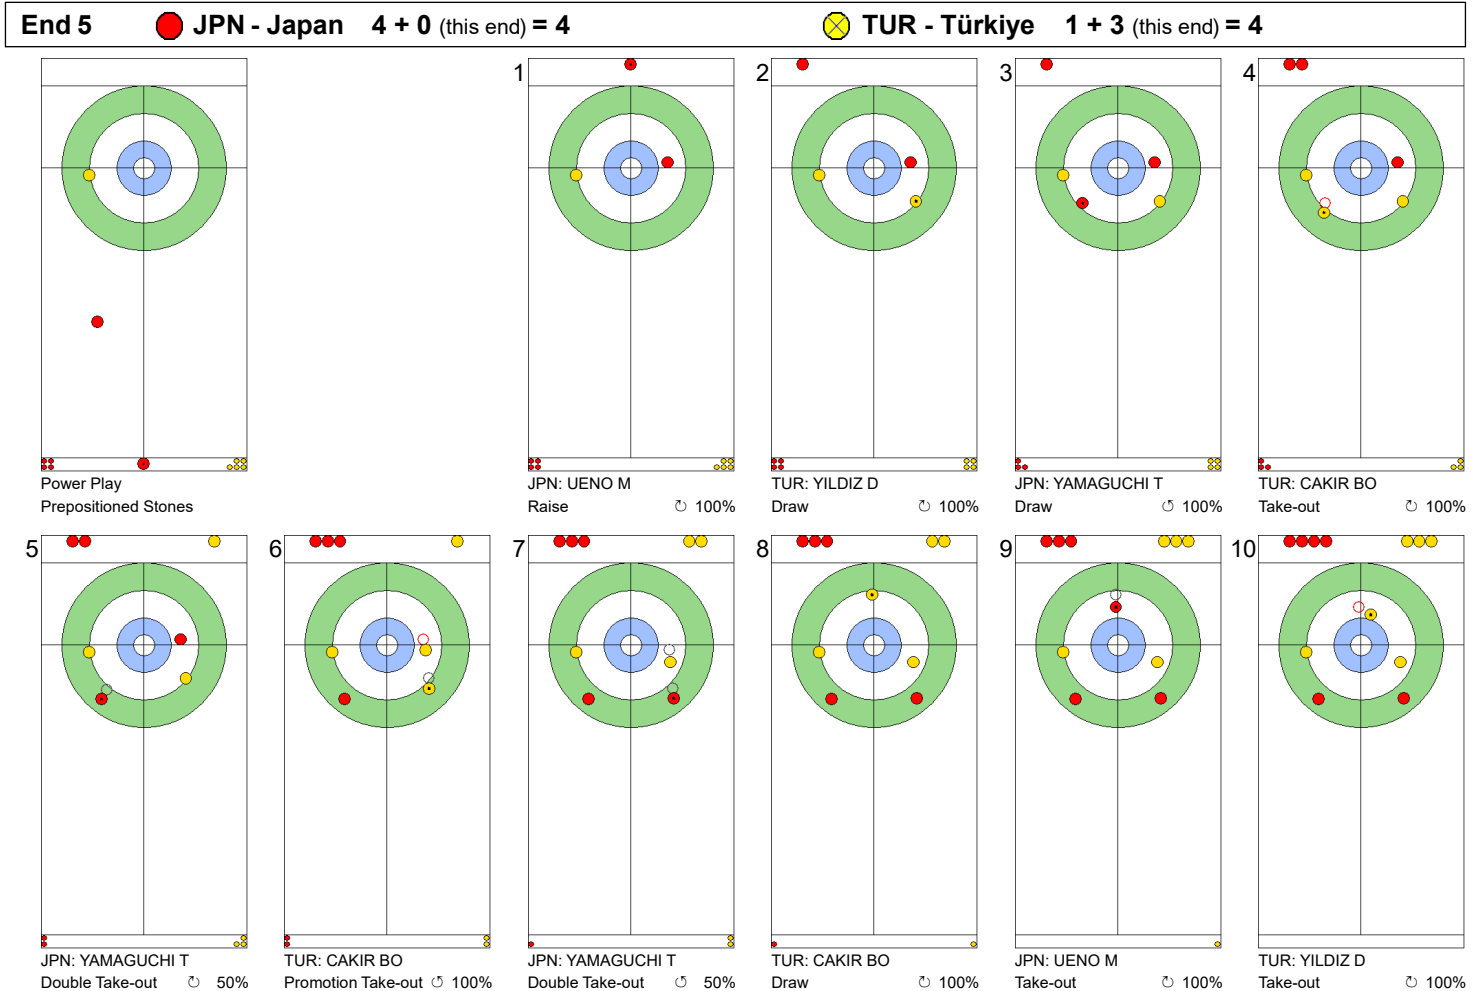 End 5 JPN - Japan 4 + 0 (this end) = 4 TUR - Türkiye 1 + 3 (this end) = 4
1 2 3 4
Power Play
Prepositioned Stones
JPN: UENO M
Raise ↻ 100%
TUR: YILDIZ D
Draw ↻ 100%
JPN: YAMAGUCHI T
Draw ↺ 100%
TUR: CAKIR BO
Take-out ↻ 100%
5 6 7 8 9 10
JPN: YAMAGUCHI T
Double Take-out ↻ 50%
TUR: CAKIR BO
Promotion Take-out ↺ 100%
JPN: YAMAGUCHI T
Double Take-out ↺ 50%
TUR: CAKIR BO
Draw ↻ 100%
JPN: UENO M
Take-out ↻ 100%
TUR: YILDIZ D
Take-out ↻ 100%